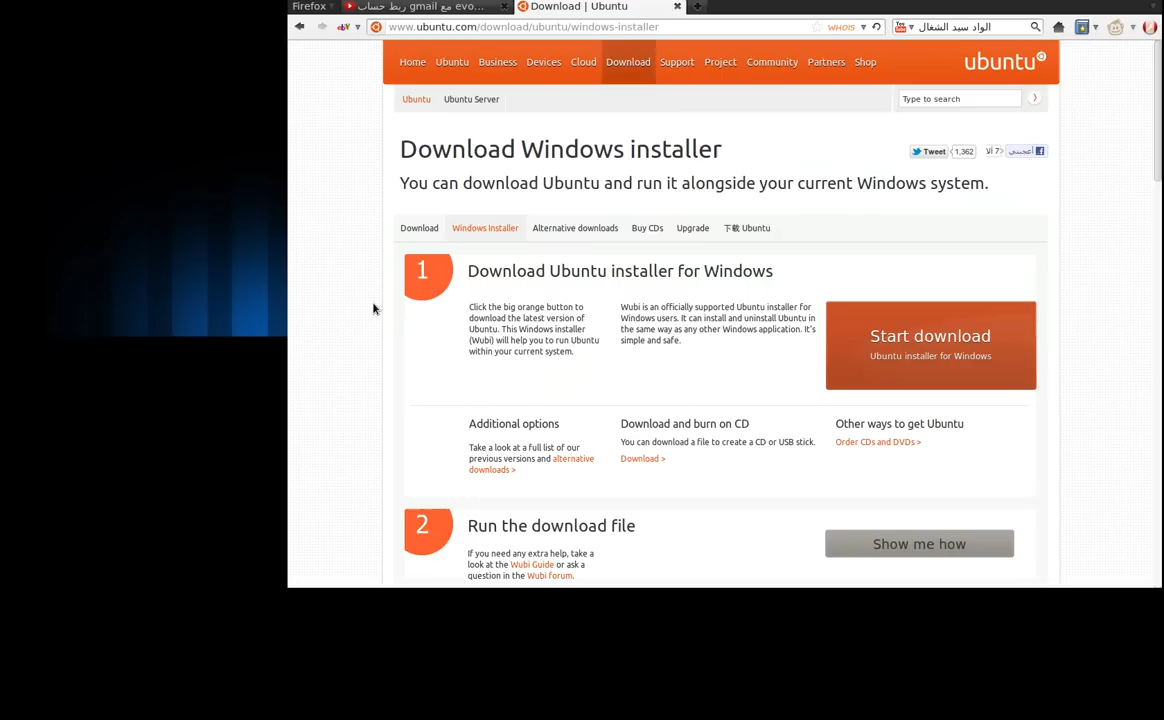 Firefox
ربط حساب gmail مع evo...
Download | Ubuntu
www.ubuntu.com/download/ubuntu/windows-installer
WHOIS
الواد سيد الشغال
Home Ubuntu Business Devices Cloud Download Support Project Community Partners Shop
ubuntu
Ubuntu Ubuntu Server
Type to search
Download Windows installer
Tweet 1,362
أعجبني
You can download Ubuntu and run it alongside your current Windows system.
Download Windows Installer Alternative downloads Buy CDs Upgrade 下载 Ubuntu
1
Download Ubuntu installer for Windows
Click the big orange button to
download the latest version of
Ubuntu. This Windows installer
(Wubi) will help you to run Ubuntu
within your current system.
Wubi is an officially supported Ubuntu installer for
Windows users. It can install and uninstall Ubuntu in
the same way as any other Windows application. It's
simple and safe.
Start download
Ubuntu installer for Windows
Additional options
Take a look at a full list of our
previous versions and alternative
downloads >
Download and burn on CD
You can download a file to create a CD or USB stick.
Download >
Other ways to get Ubuntu
Order CDs and DVDs >
2
Run the download file
If you need any extra help, take a
look at the Wubi Guide or ask a
question in the Wubi forum.
Show me how